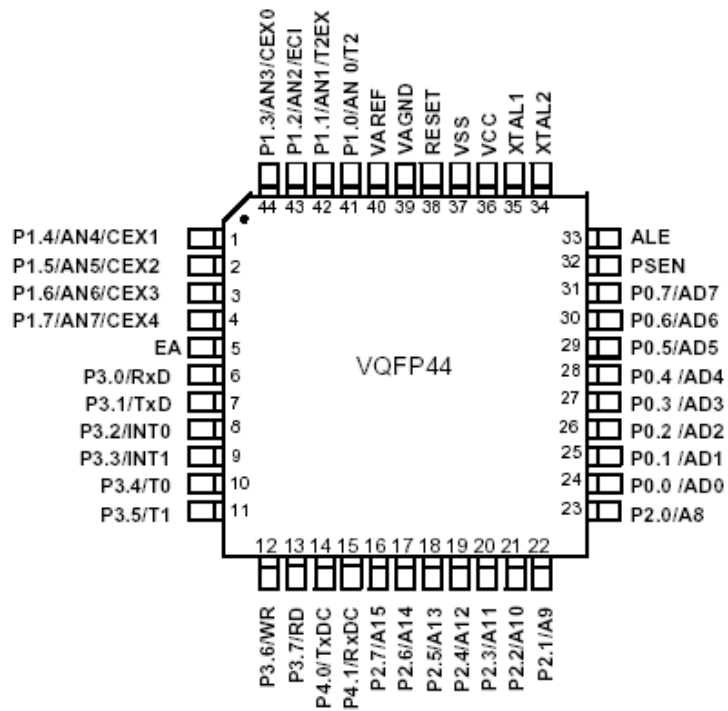 P1.3/AN3/CEX0
P1.2/AN2/ECI
P1.1/AN1/T2EX
P1.0/AN 0/T2
VAREF
VAGND
RESET
VSS
VCC
XTAL1
XTAL2
44 43 42 41 40 39 38 37 36 35 34
P1.4/AN4/CEX1 1
P1.5/AN5/CEX2 2
P1.6/AN6/CEX3 3
P1.7/AN7/CEX4 4
EA 5
P3.0/RxD 6
P3.1/TxD 7
P3.2/INT0 8
P3.3/INT1 9
P3.4/T0 10
P3.5/T1 11
VQFP44
33 ALE
32 PSEN
31 P0.7/AD7
30 P0.6/AD6
29 P0.5/AD5
28 P0.4 /AD4
27 P0.3 /AD3
26 P0.2 /AD2
25 P0.1 /AD1
24 P0.0 /AD0
23 P2.0/A8
12 13 14 15 16 17 18 19 20 21 22
P3.6/WR
P3.7/RD
P4.0/TxDC
P4.1/RxDC
P2.7/A15
P2.6/A14
P2.5/A13
P2.4/A12
P2.3/A11
P2.2/A10
P2.1/A9